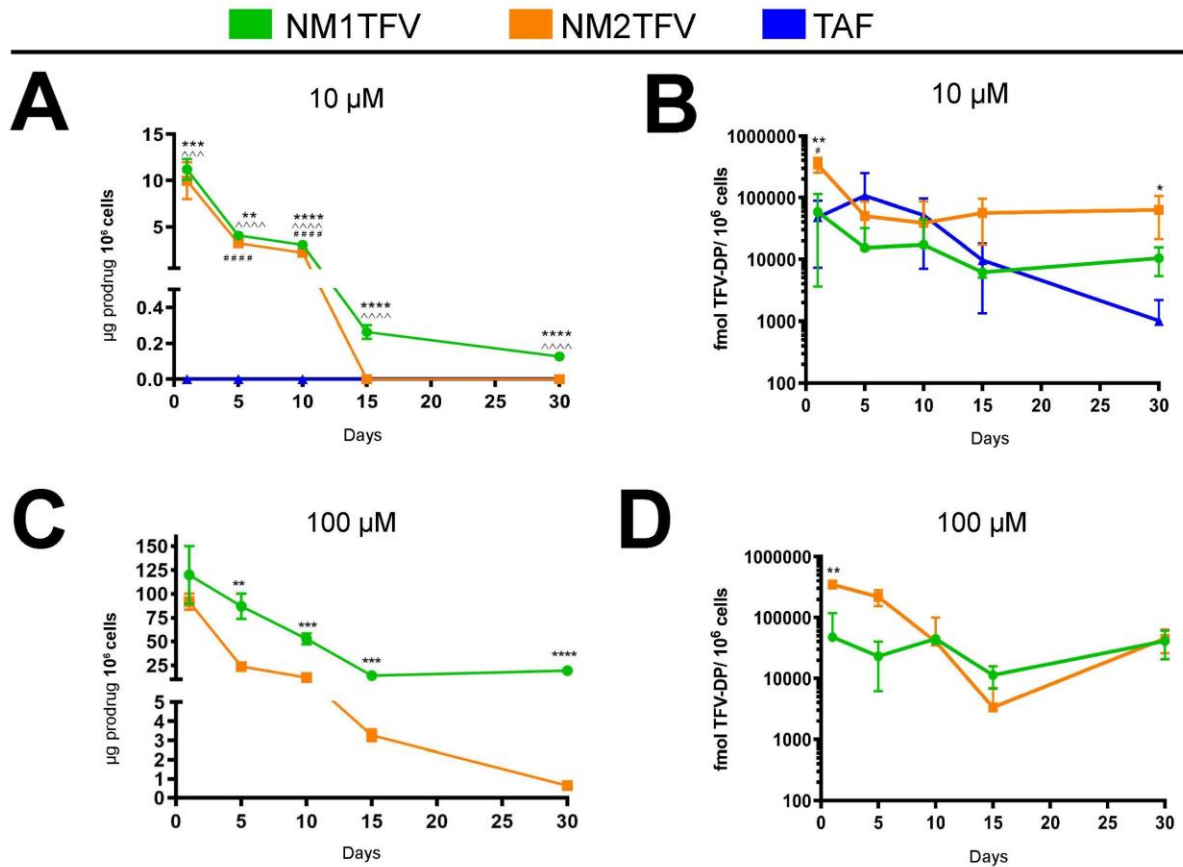 NM1TFV NM2TFV TAF
A
10 µM
µg prodrug 10⁶ cells
15
10
5
0.4
0.2
0.0
***
^^^
**
^^^^
####
****
^^^^
####
****
^^^^
****
^^^^
0 5 10 15 20 25 30
Days
B
10 µM
fmol TFV-DP/ 10⁶ cells
1000000
100000
10000
1000
100
**
#
*
0 5 10 15 20 25 30
Days
C
100 µM
µg prodrug 10⁶ cells
150
125
100
75
50
25
5
4
3
2
1
0
**
***
***
****
0 5 10 15 20 25 30
Days
D
100 µM
fmol TFV-DP/ 10⁶ cells
1000000
100000
10000
1000
100
**
0 5 10 15 20 25 30
Days